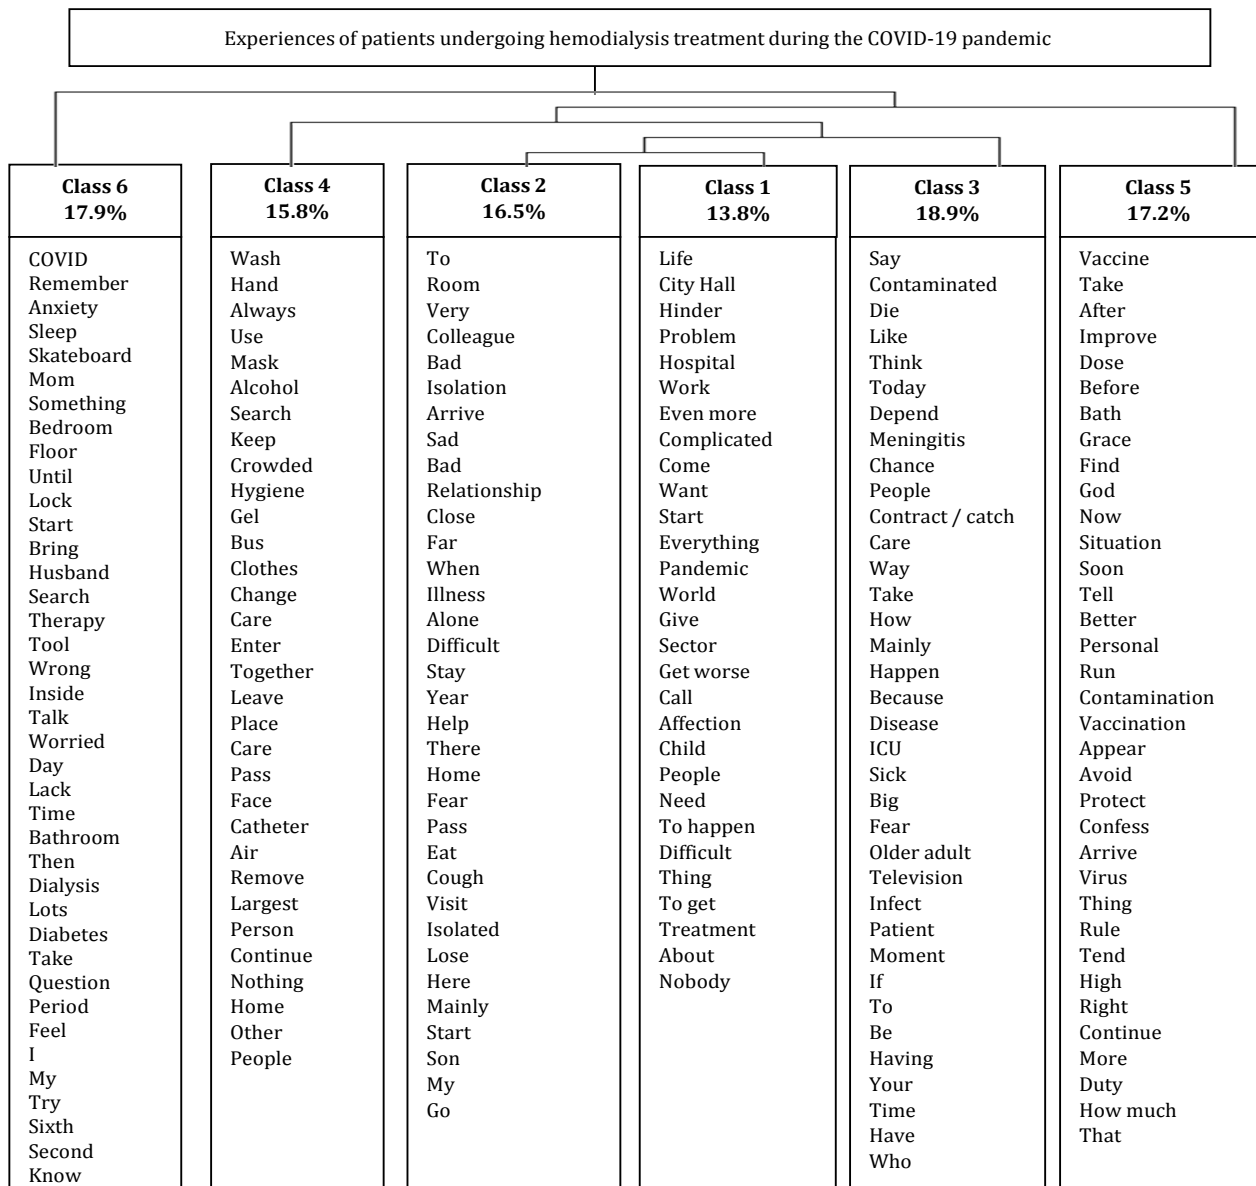 Experiences of patients undergoing hemodialysis treatment during the COVID-19 pandemic
Class 6
17.9%
COVID
Remember
Anxiety
Sleep
Skateboard
Mom
Something
Bedroom
Floor
Until
Lock
Start
Bring
Husband
Search
Therapy
Tool
Wrong
Inside
Talk
Worried
Day
Lack
Time
Bathroom
Then
Dialysis
Lots
Diabetes
Take
Question
Period
Feel
I
My
Try
Sixth
Second
Know
Class 4
15.8%
Wash
Hand
Always
Use
Mask
Alcohol
Search
Keep
Crowded
Hygiene
Gel
Bus
Clothes
Change
Care
Enter
Together
Leave
Place
Care
Pass
Face
Catheter
Air
Remove
Largest
Person
Continue
Nothing
Home
Other
People
Class 2
16.5%
To
Room
Very
Colleague
Bad
Isolation
Arrive
Sad
Bad
Relationship
Close
Far
When
Illness
Alone
Difficult
Stay
Year
Help
There
Home
Fear
Pass
Eat
Cough
Visit
Isolated
Lose
Here
Mainly
Start
Son
My
Go
Class 1
13.8%
Life
City Hall
Hinder
Problem
Hospital
Work
Even more
Complicated
Come
Want
Start
Everything
Pandemic
World
Give
Sector
Get worse
Call
Affection
Child
People
Need
To happen
Difficult
Thing
To get
Treatment
About
Nobody
Class 3
18.9%
Say
Contaminated
Die
Like
Think
Today
Depend
Meningitis
Chance
People
Contract / catch
Care
Way
Take
How
Mainly
Happen
Because
Disease
ICU
Sick
Big
Fear
Older adult
Television
Infect
Patient
Moment
If
To
Be
Having
Your
Time
Have
Who
Class 5
17.2%
Vaccine
Take
After
Improve
Dose
Before
Bath
Grace
Find
God
Now
Situation
Soon
Tell
Better
Personal
Run
Contamination
Vaccination
Appear
Avoid
Protect
Confess
Arrive
Virus
Thing
Rule
Tend
High
Right
Continue
More
Duty
How much
That